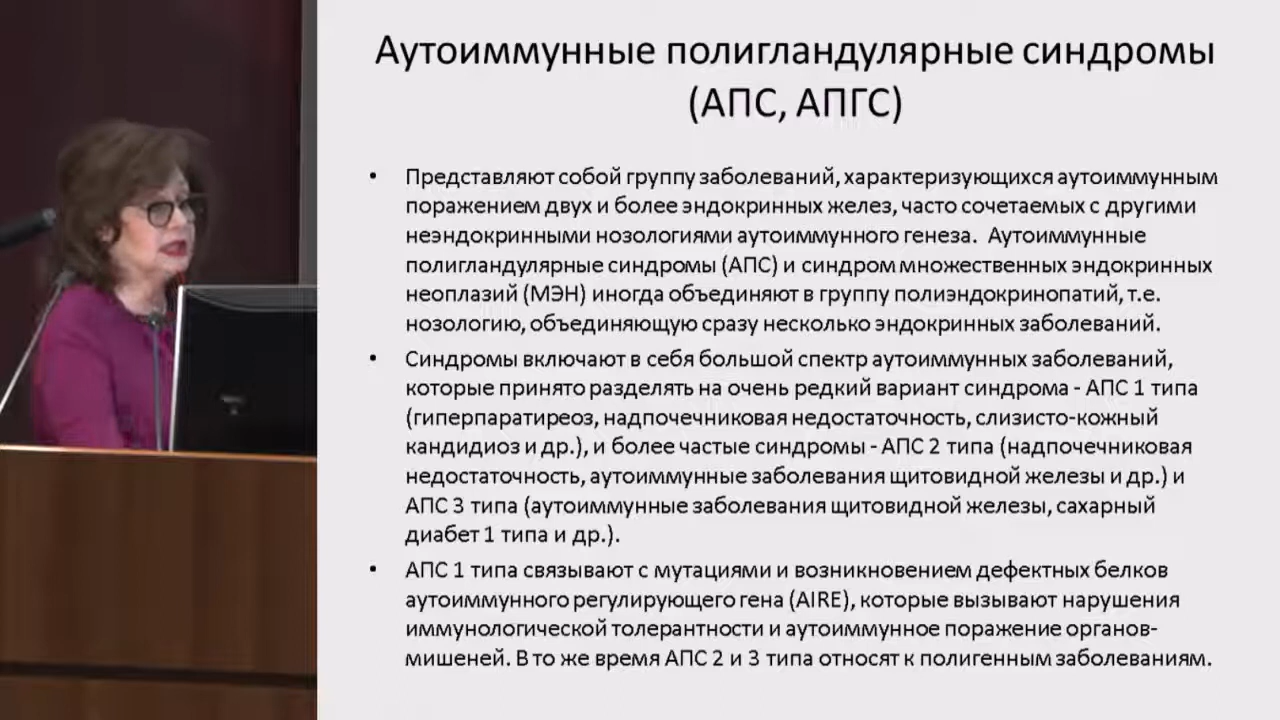 Аутоиммунные полигландулярные синдромы
(АПС, АПГС)
• Представляют собой группу заболеваний, характеризующихся аутоиммунным
поражением двух и более эндокринных желез, часто сочетаемых с другими
неэндокринными нозологиями аутоиммунного генеза. Аутоиммунные
полигландулярные синдромы (АПС) и синдром множественных эндокринных
неоплазий (МЭН) иногда объединяют в группу полиэндокринопатий, т.е.
нозологию, объединяющую сразу несколько эндокринных заболеваний.
• Синдромы включают в себя большой спектр аутоиммунных заболеваний,
которые принято разделять на очень редкий вариант синдрома - АПС 1 типа
(гиперпаратиреоз, надпочечниковая недостаточность, слизисто-кожный
кандидиоз и др.), и более частые синдромы - АПС 2 типа (надпочечниковая
недостаточность, аутоиммунные заболевания щитовидной железы и др.) и
АПС 3 типа (аутоиммунные заболевания щитовидной железы, сахарный
диабет 1 типа и др.).
• АПС 1 типа связывают с мутациями и возникновением дефектных белков
аутоиммунного регулирующего гена (AIRE), которые вызывают нарушения
иммунологической толерантности и аутоиммунное поражение органов-
мишеней. В то же время АПС 2 и 3 типа относят к полигенным заболеваниям.